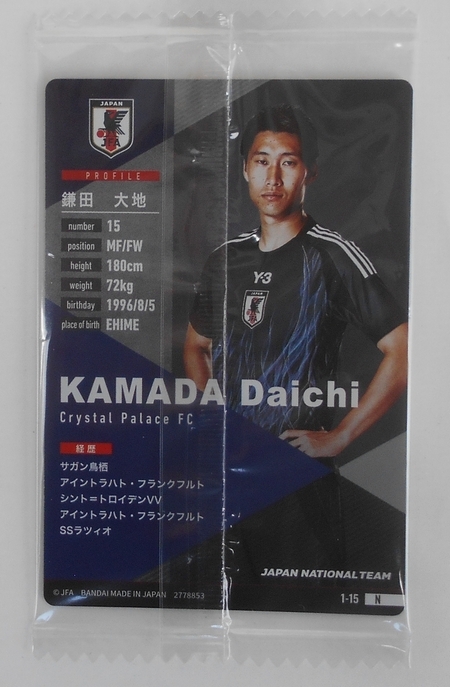 JAPAN
JFA
PROFILE
鎌田 大地
number 15
position MF/FW
height 180cm
weight 72kg
birthday 1996/8/5
place of birth EHIME
Y-3
JAPAN
JFA
KAMADA Daichi
Crystal Palace FC
経歴
サガン鳥栖
アイントラハト・フランクフルト
シント＝トロイデンVV
アイントラハト・フランクフルト
SSラツィオ
JAPAN NATIONAL TEAM
© JFA BANDAI MADE IN JAPAN 2778853
1-15 N